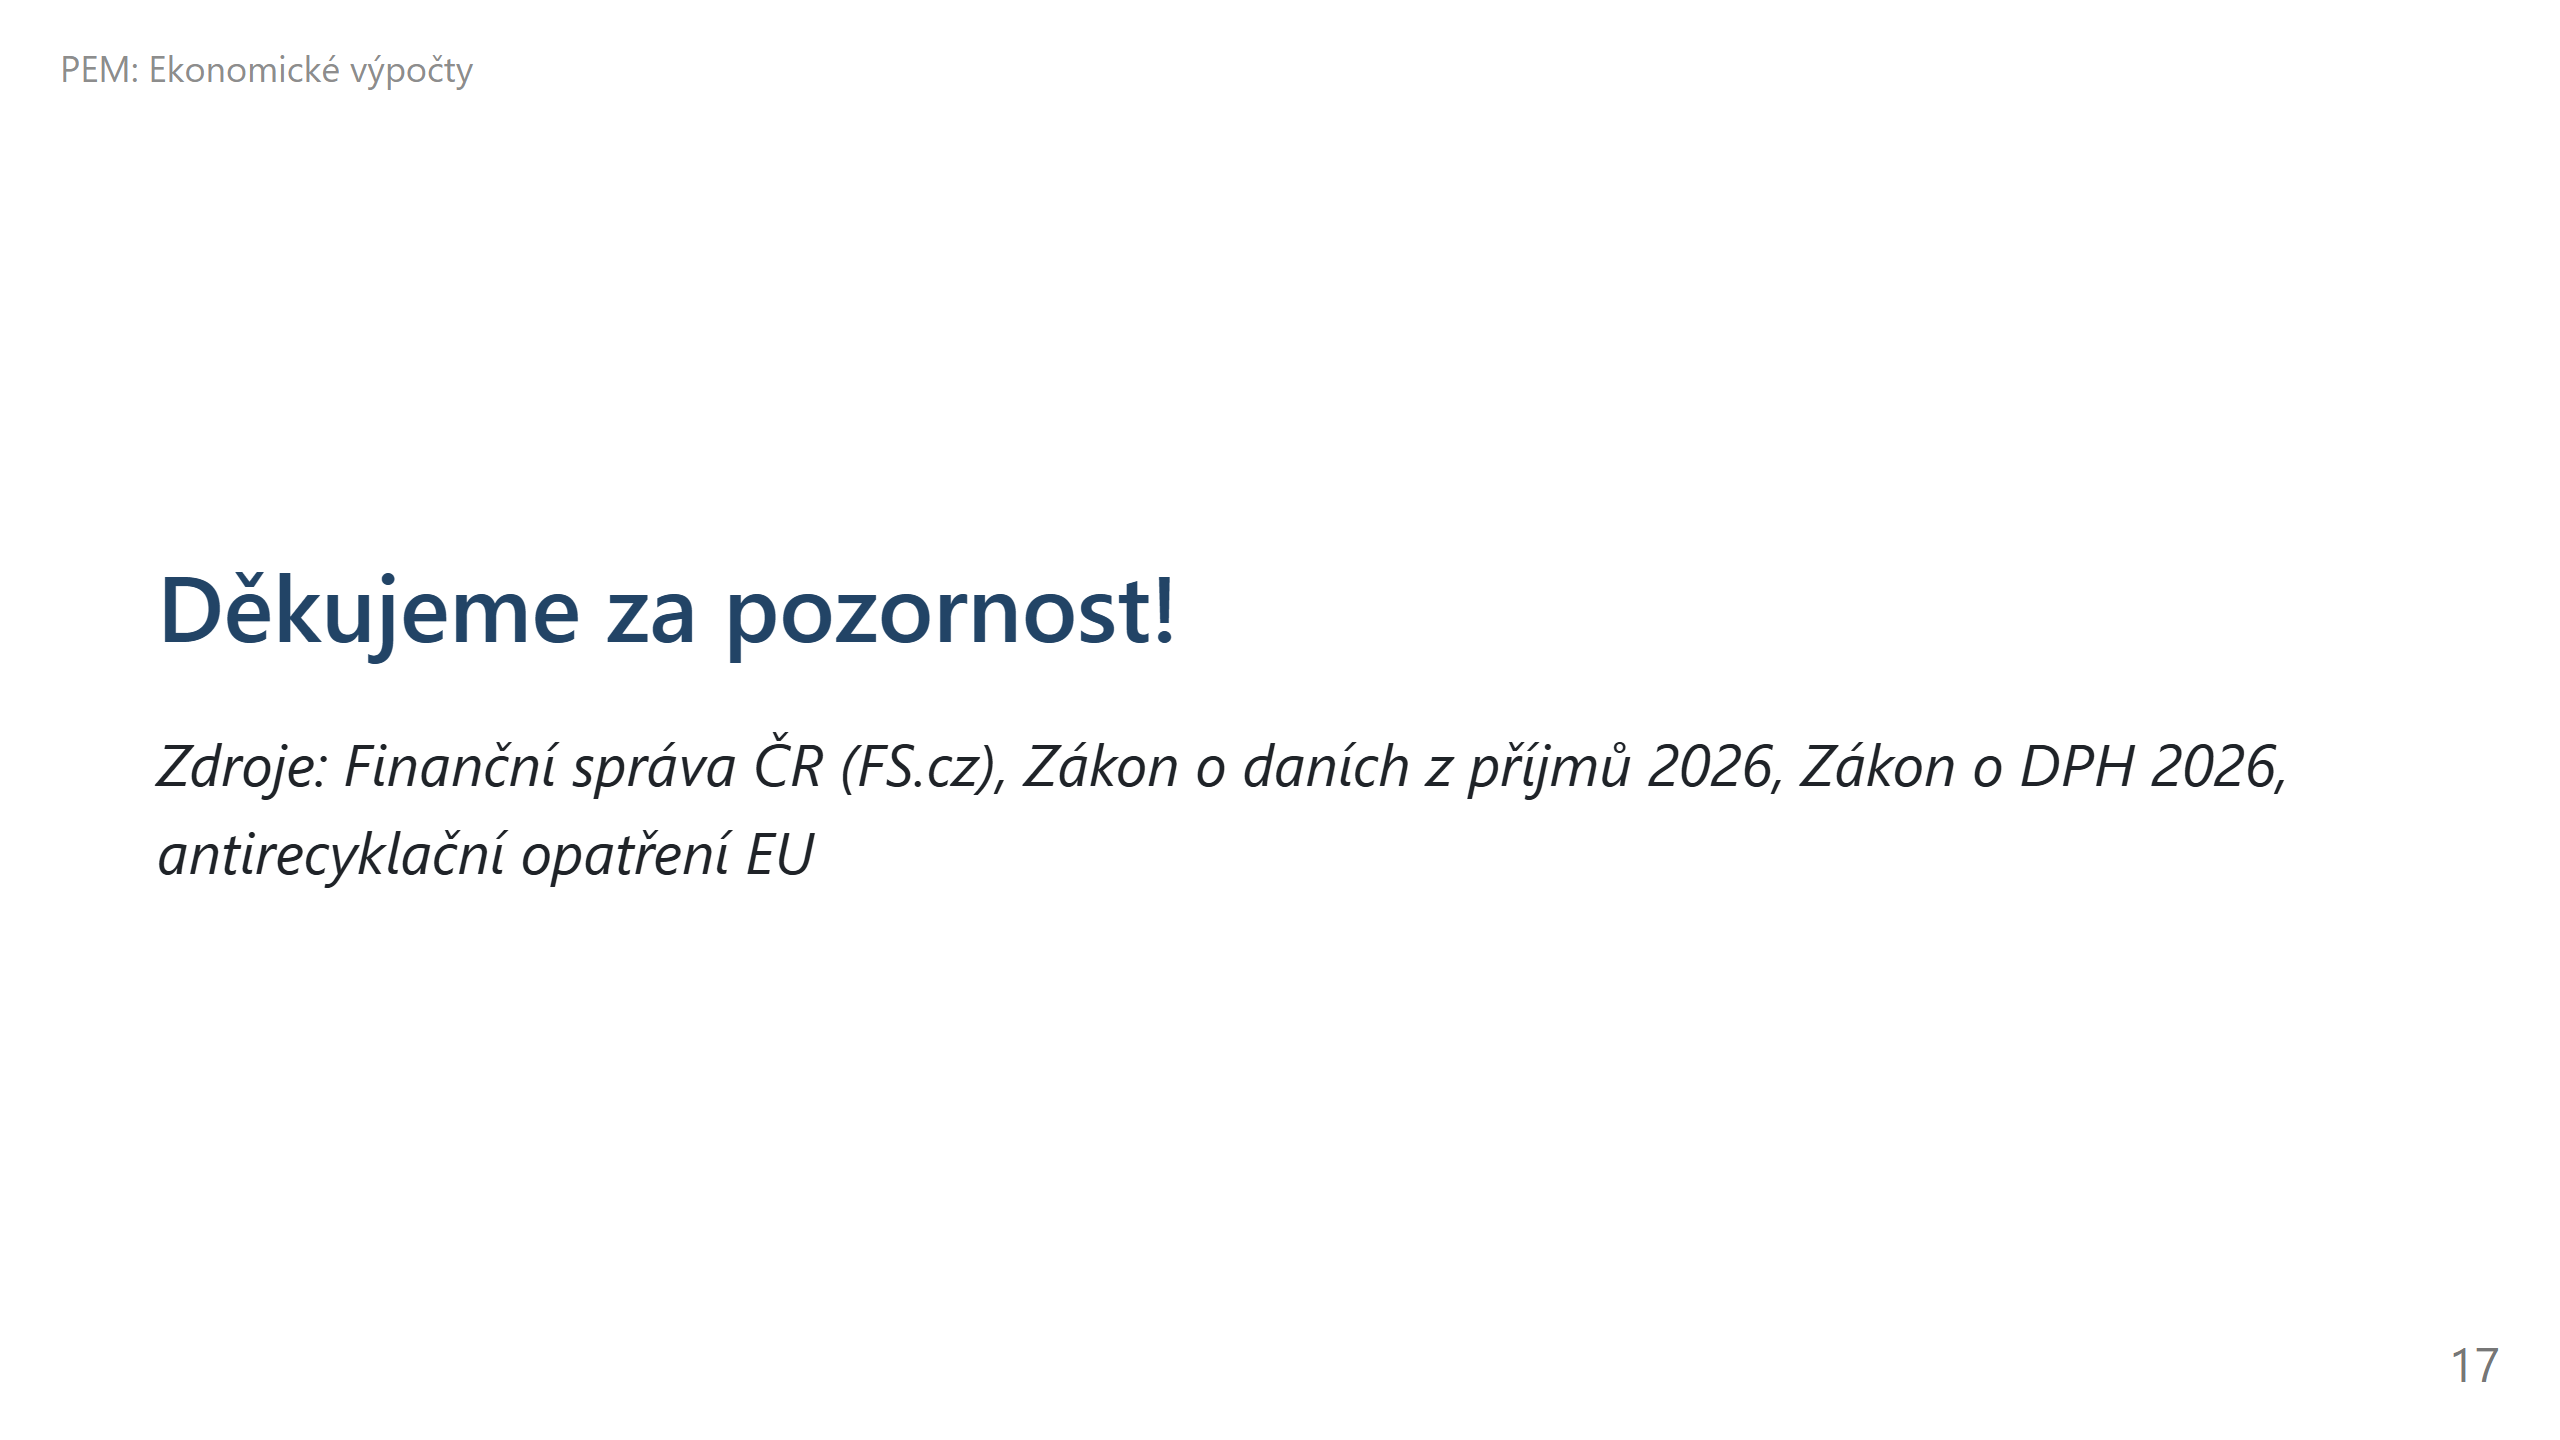 PEM: Ekonomické výpočty
Děkujeme za pozornost!
Zdroje: Finanční správa ČR (FS.cz), Zákon o daních z příjmů 2026, Zákon o DPH 2026,
antirecyklační opatření EU
17